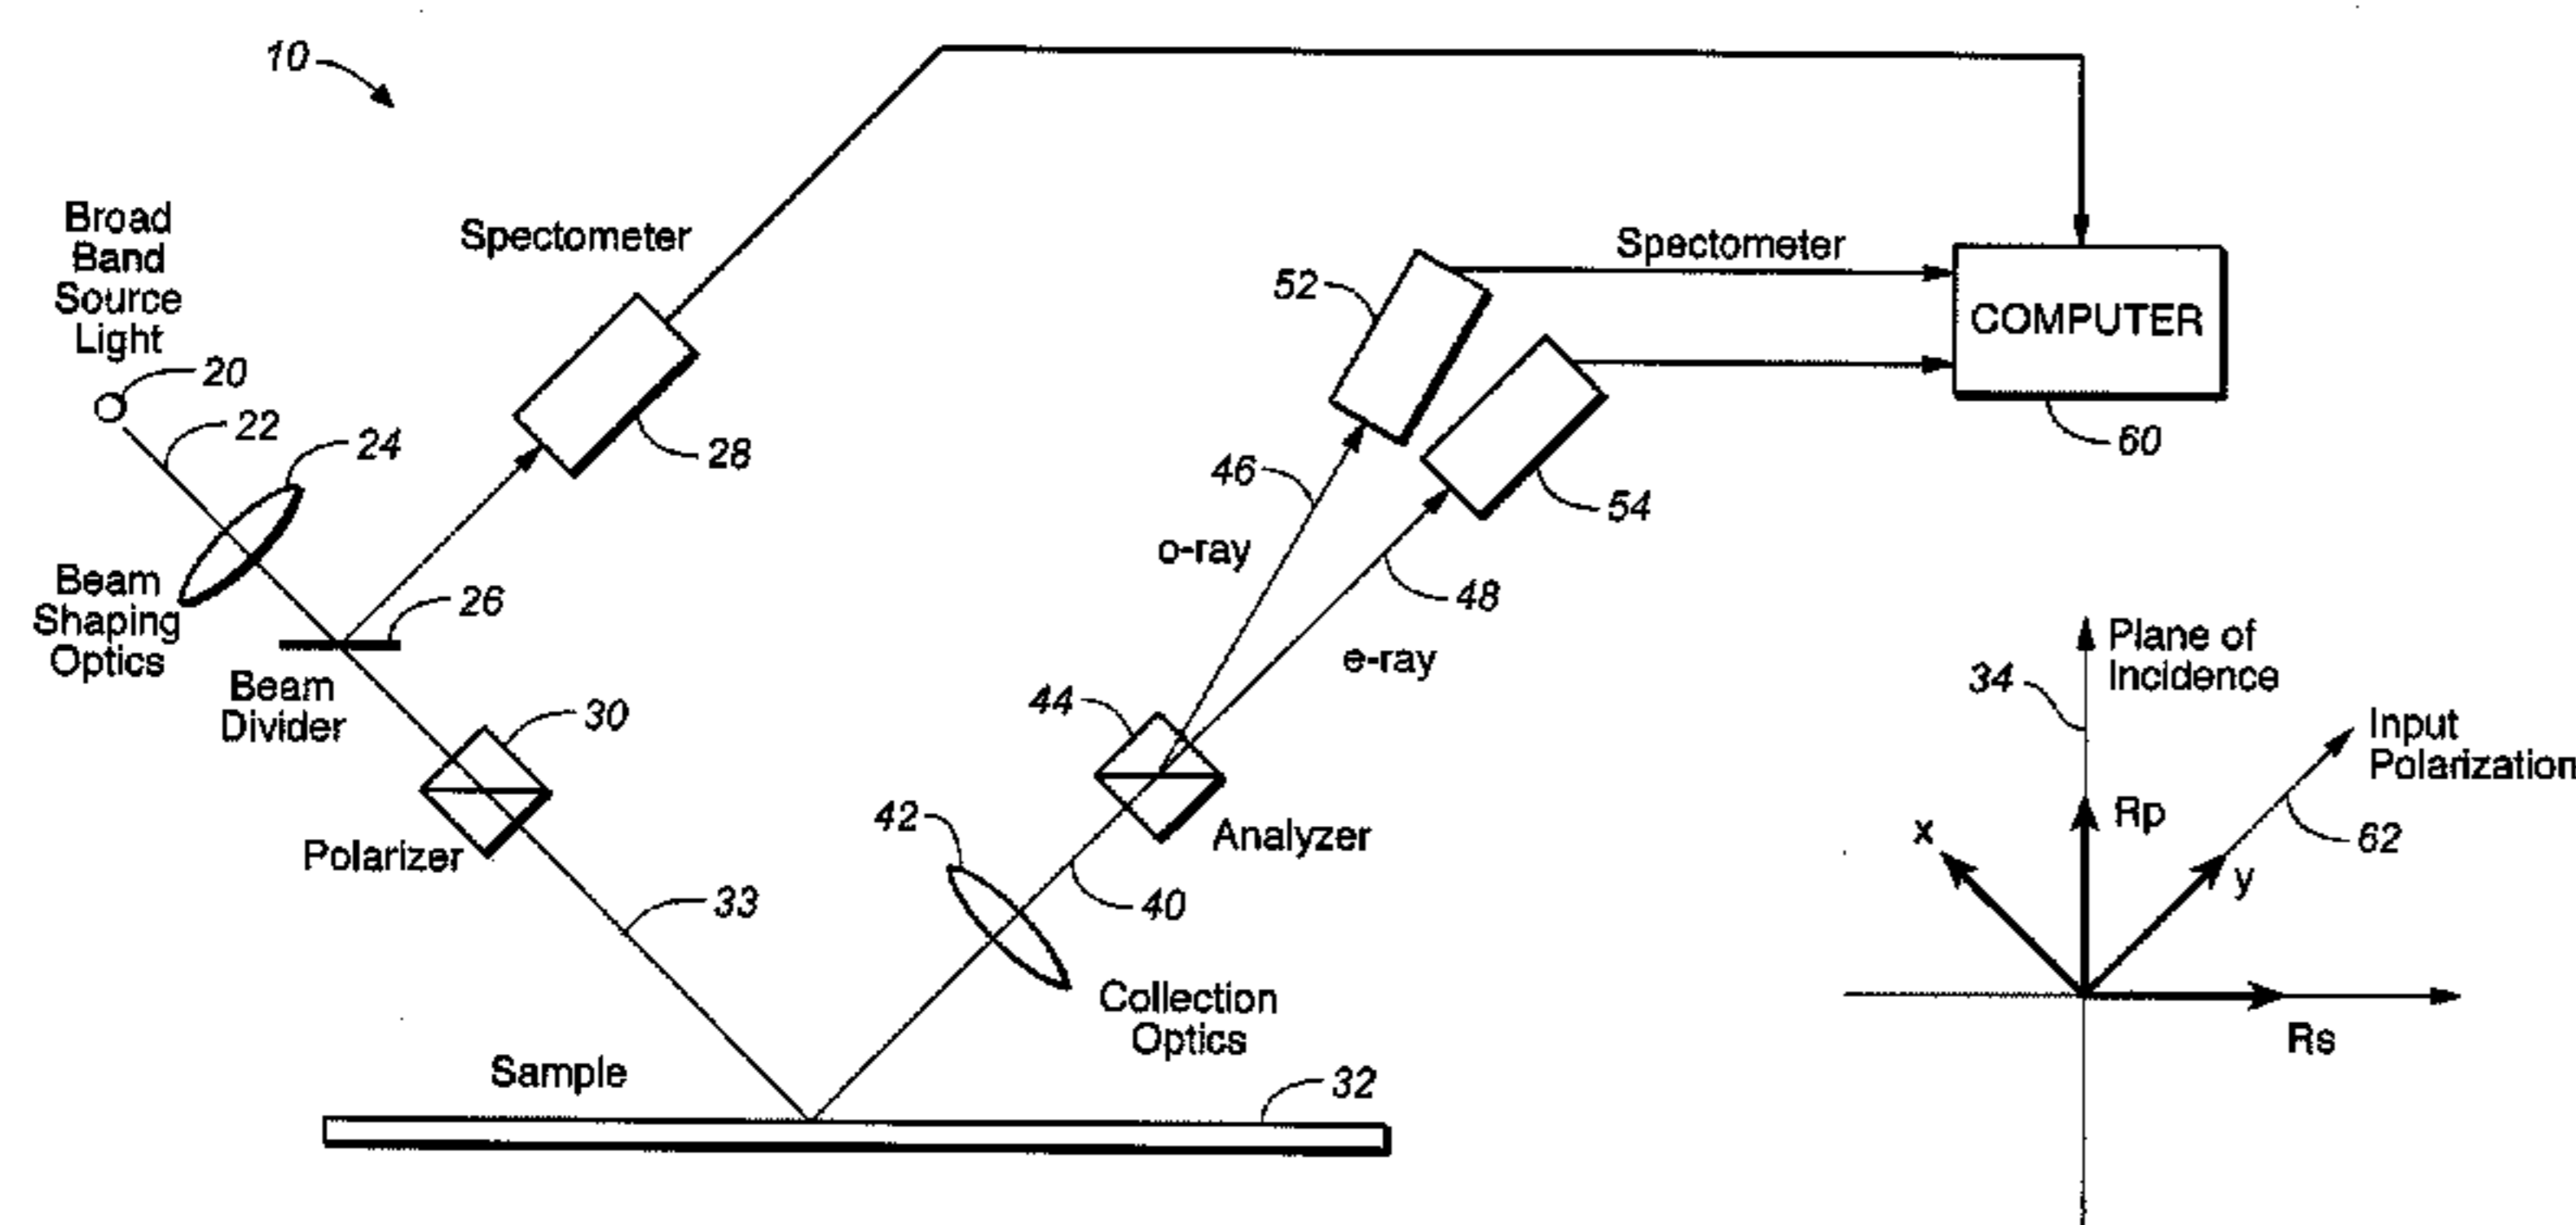 10
Broad
Band
Source
Light
20
22
24
Beam
Shaping
Optics
26
Beam
Divider
Spectometer
28
30
Polarizer
33
Sample
32
42
Collection
Optics
40
44
Analyzer
46
o-ray
48
e-ray
52
54
Spectometer
COMPUTER
60
34
Plane of
Incidence
Input
Polarization
62
x
Rp
y
Rs